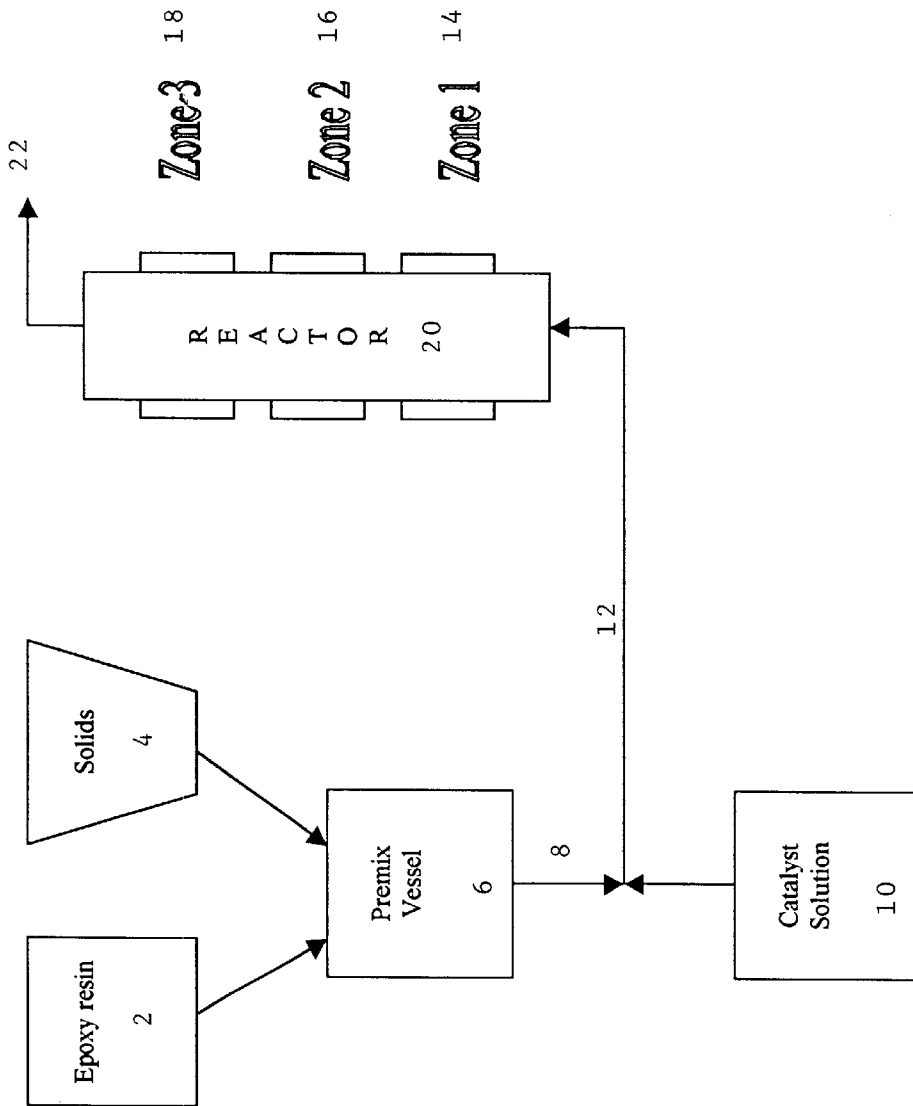 Epoxy resin
2
Solids
4
Premix
Vessel
6
8
Catalyst
Solution
10
12
REACTOR
20
22
Zone-3
18
Zone 2
16
Zone 1
14